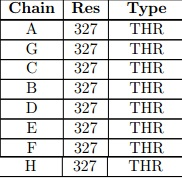 Chain Res Type
A 327 THR
G 327 THR
C 327 THR
B 327 THR
D 327 THR
E 327 THR
F 327 THR
H 327 THR